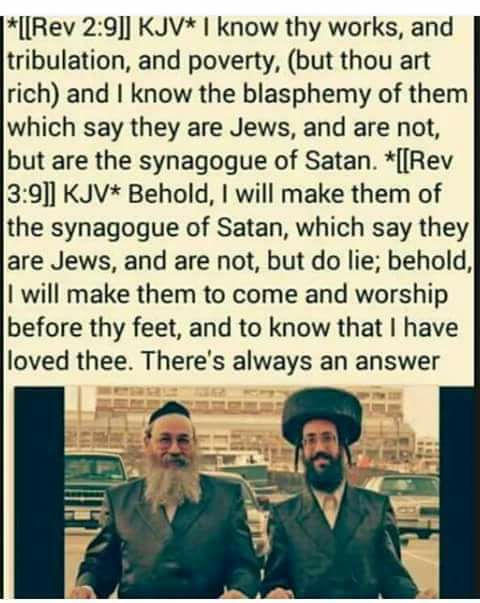 *[[Rev 2:9]] KJV* I know thy works, and
tribulation, and poverty, (but thou art
rich) and I know the blasphemy of them
which say they are Jews, and are not,
but are the synagogue of Satan. *[[Rev
3:9]] KJV* Behold, I will make them of
the synagogue of Satan, which say they
are Jews, and are not, but do lie; behold,
I will make them to come and worship
before thy feet, and to know that I have
loved thee. There's always an answer